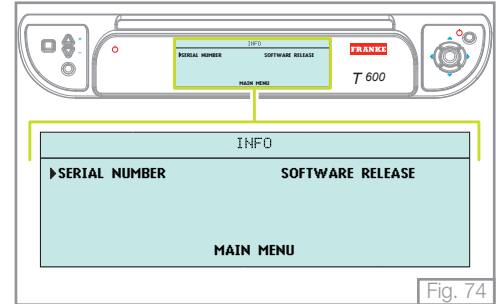 INFO
SERIAL NUMBER SOFTWARE RELEASE
MAIN MENU
FRANKE
T 600
INFO
SERIAL NUMBER SOFTWARE RELEASE
MAIN MENU
Fig. 74